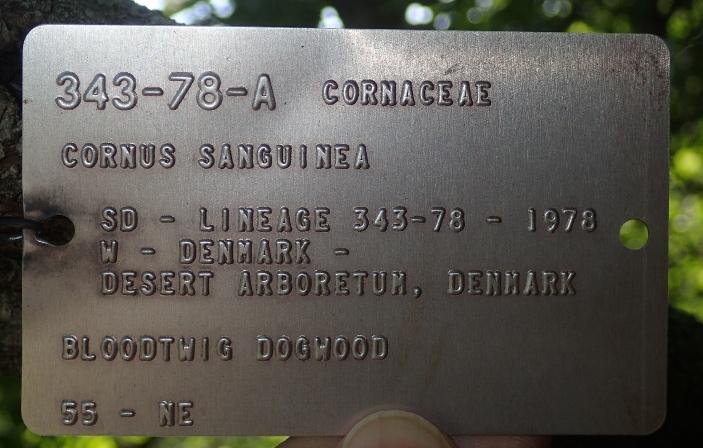 343-78-A CORNACEAE
CORNUS SANGUINEA
SD - LINEAGE 343-78 - 1978
W - DENMARK -
DESERT ARBORETUM, DENMARK
BLOODTWIG DOGWOOD
55 - NE